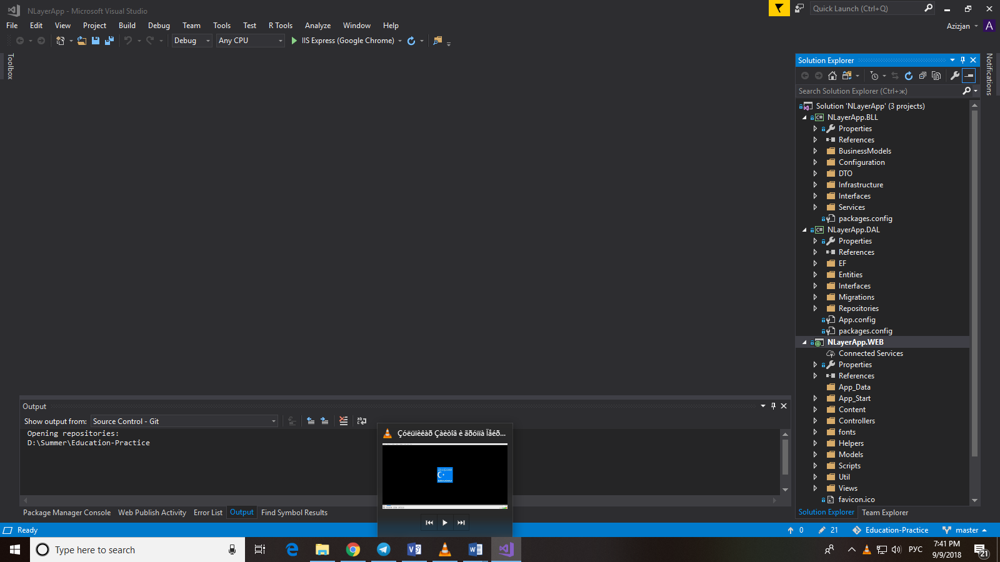 NLayerApp - Microsoft Visual Studio
Quick Launch (Ctrl+Q)
File Edit View Project Build Debug Team Tools Test R Tools Analyze Window Help
Azizjan A
Debug Any CPU IIS Express (Google Chrome)
Toolbox
Notifications
Solution Explorer
Search Solution Explorer (Ctrl+ж)
Solution 'NLayerApp' (3 projects)
C# NLayerApp.BLL
Properties
References
BusinessModels
Configuration
DTO
Infrastructure
Interfaces
Services
packages.config
C# NLayerApp.DAL
Properties
References
EF
Entities
Interfaces
Migrations
Repositories
App.config
packages.config
NLayerApp.WEB
Connected Services
Properties
References
App_Data
App_Start
Content
Controllers
fonts
Helpers
Models
Scripts
Util
Views
favicon.ico
Solution Explorer Team Explorer
Output
Show output from: Source Control - Git
Opening repositories:
D:\Summer\Education-Practice
Çóëüïèêàð Çàèòîâ è ãðóïïà Ïåéð...
Package Manager Console Web Publish Activity Error List Output Find Symbol Results
Ready
0 21 Education-Practice master
Type here to search
РУС
7:41 PM
9/9/2018
21